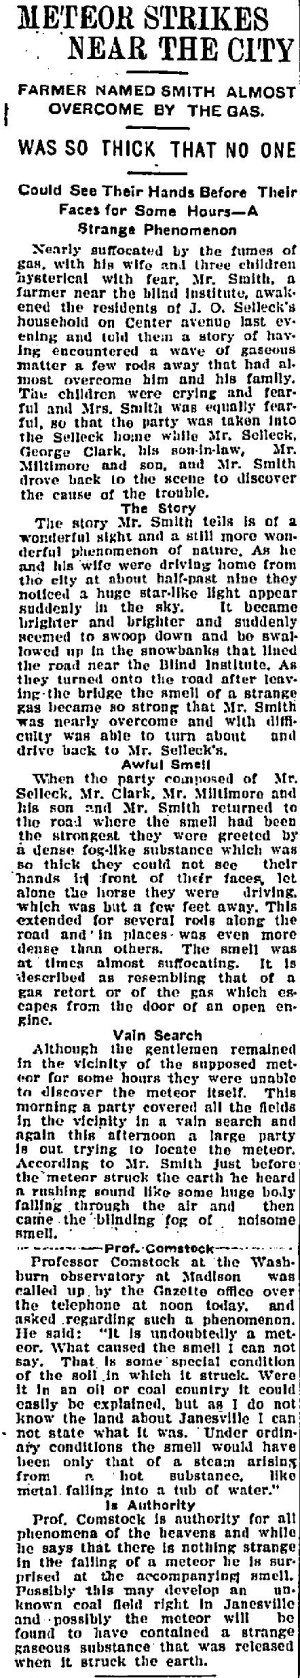 METEOR STRIKES
NEAR THE CITY
FARMER NAMED SMITH ALMOST
OVERCOME BY THE GAS.
WAS SO THICK THAT NO ONE
Could See Their Hands Before Their
Faces for Some Hours—A
Strange Phenomenon
Nearly suffocated by the fumes of
gas, with his wife and three children
hysterical with fear, Mr. Smith, a
farmer near the blind institute, awak-
ened the residents of J. O. Selleck's
household on Center avenue last ev-
ening and told them a story of hav-
ing encountered a wave of gaseous
matter a few rods away that had al-
most overcome him and his family.
The children were crying and fear-
ful and Mrs. Smith was equally fear-
ful, so that the party was taken into
the Selleck home while Mr. Selleck,
George Clark, his son-in-law, Mr.
Miltimore and son, and Mr. Smith
drove back to the scene to discover
the cause of the trouble.
The Story
The story Mr. Smith tells is of a
wonderful sight and a still more won-
derful phenomenon of nature. As he
and his wife were driving home from
the city at about half-past nine they
noticed a huge star-like light appear
suddenly in the sky. It became
brighter and brighter and suddenly
seemed to swoop down and be swal-
lowed up in the snowbanks that lined
the road near the Blind Institute. As
they turned onto the road after leav-
ing the bridge the smell of a strange
gas became so strong that Mr. Smith
was nearly overcome and with diffi-
culty was able to turn about and
drive back to Mr. Selleck's.
Awful Smell
When the party composed of Mr.
Selleck, Mr. Clark, Mr. Miltimore and
his son and Mr. Smith returned to
the road where the smell had been
the strongest they were greeted by
a dense fog-like substance which was
so thick they could not see their
hands in front of their faces, let
alone the horse they were driving,
which was but a few feet away. This
extended for several rods along the
road and in places was even more
dense than others. The smell was
at times almost suffocating. It is
described as resembling that of a
gas retort or of the gas which es-
capes from the door of an open en-
gine.
Vain Search
Although the gentlemen remained
in the vicinity of the supposed met-
eor for some hours they were unable
to discover the meteor itself. This
morning a party covered all the fields
in the vicinity in a vain search and
again this afternoon a large party
is out trying to locate the meteor.
According to Mr. Smith just before
the meteor struck the earth he heard
a rushing sound like some huge body
falling through the air and then
came the blinding fog of noisome
smell.
Prof. Comstock
Professor Comstock at the Wash-
burn observatory at Madison was
called up by the Gazette office over
the telephone at noon today, and
asked regarding such a phenomenon.
He said: "It is undoubtedly a met-
eor. What caused the smell I can not
say. That is some special condition
of the soil in which it struck. Were
it in an oil or coal country it could
easily be explained, but as I do not
know the land about Janesville I can
not state what it was. Under ordin-
ary conditions the smell would have
been only that of a steam arising
from a hot substance, like
metal falling into a tub of water."
Is Authority
Prof. Comstock is authority for all
phenomena of the heavens and while
he says that there is nothing strange
in the falling of a meteor he is sur-
prised at the accompanying smell.
Possibly this may develop an un-
known coal field right in Janesville
and possibly the meteor will be
found to have contained a strange
gaseous substance that was released
when it struck the earth.